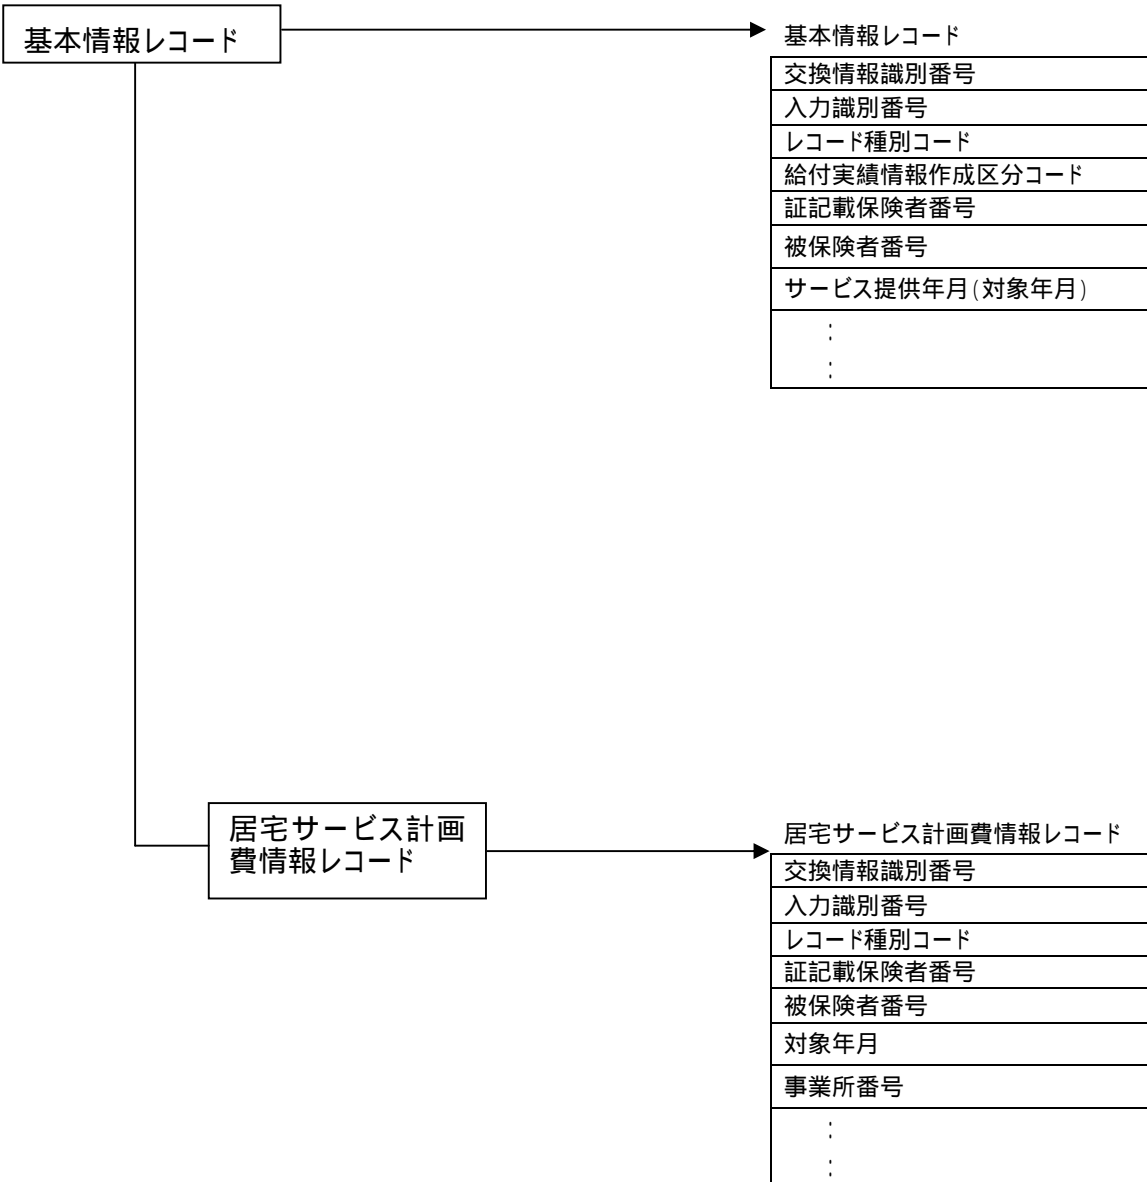 基本情報レコード
基本情報レコード
交換情報識別番号
入力識別番号
レコード種別コード
給付実績情報作成区分コード
証記載保険者番号
被保険者番号
サービス提供年月(対象年月)
:
:
居宅サービス計画
費情報レコード
居宅サービス計画費情報レコード
交換情報識別番号
入力識別番号
レコード種別コード
証記載保険者番号
被保険者番号
対象年月
事業所番号
:
: